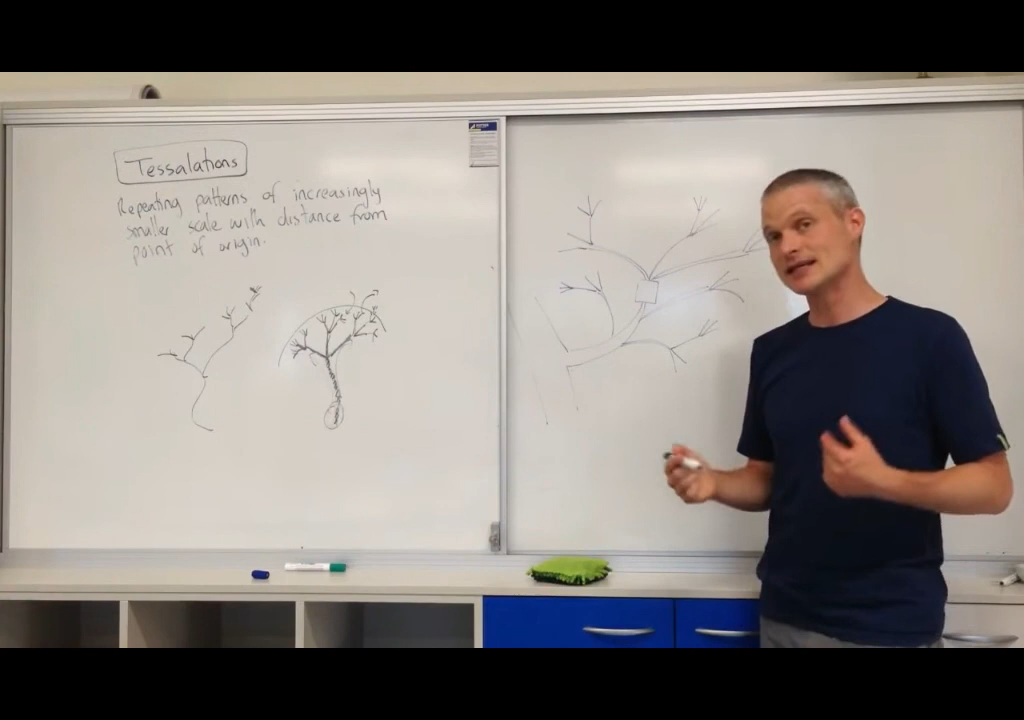 Tessalations
Repeating patterns of increasingly
smaller scale with distance from
point of origin.